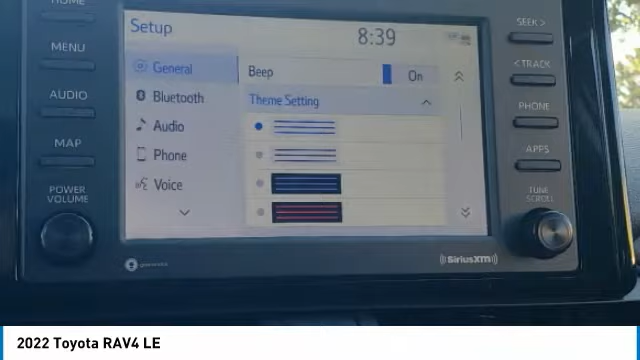 HOME
MENU
AUDIO
MAP
POWER
VOLUME
Setup
8:39
General
Bluetooth
Audio
Phone
Voice
Beep
On
Theme Setting
SEEK >
< TRACK
PHONE
APPS
TUNE
SCROLL
SiriusXM
2022 Toyota RAV4 LE